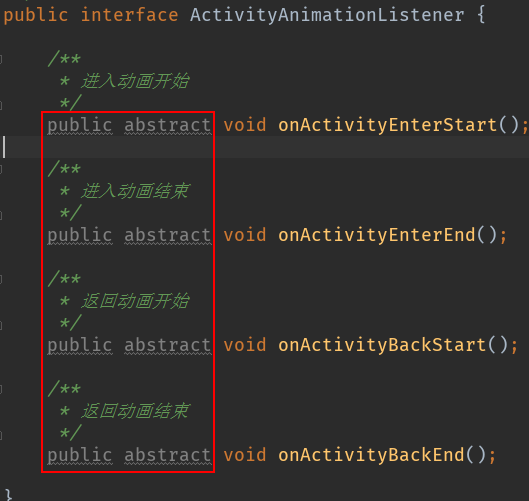 public interface ActivityAnimationListener {
/**
* 进入动画开始
*/
public abstract void onActivityEnterStart();
/**
* 进入动画结束
*/
public abstract void onActivityEnterEnd();
/**
* 返回动画开始
*/
public abstract void onActivityBackStart();
/**
* 返回动画结束
*/
public abstract void onActivityBackEnd();
}